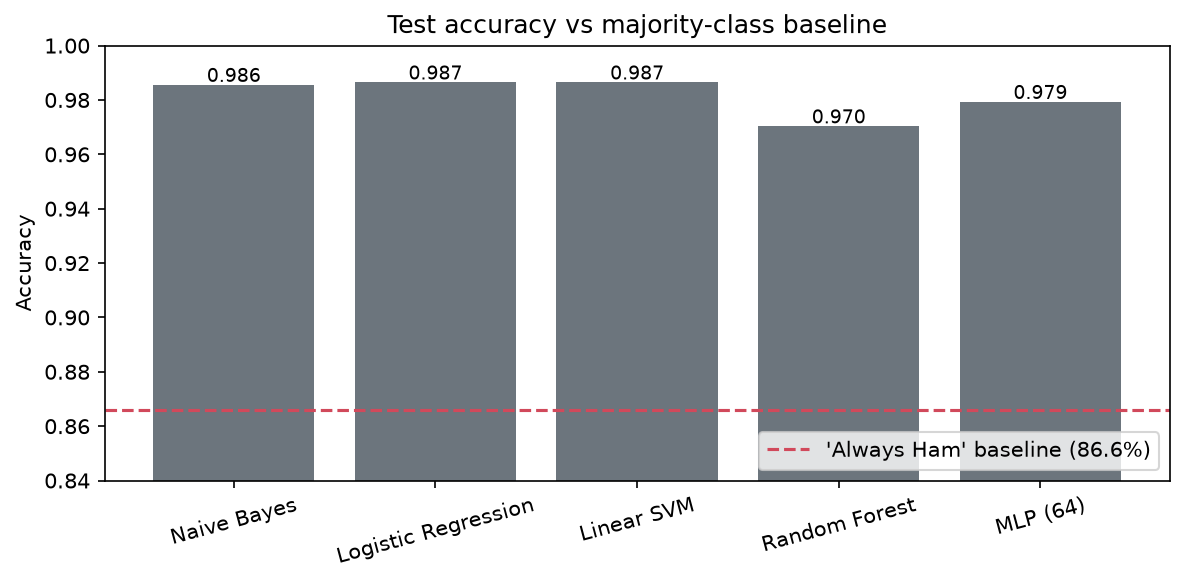 Test accuracy vs majority-class baseline
Accuracy
1.00
0.98
0.96
0.94
0.92
0.90
0.88
0.86
0.84
0.986
0.987
0.987
0.970
0.979
'Always Ham' baseline (86.6%)
Naive Bayes
Logistic Regression
Linear SVM
Random Forest
MLP (64)